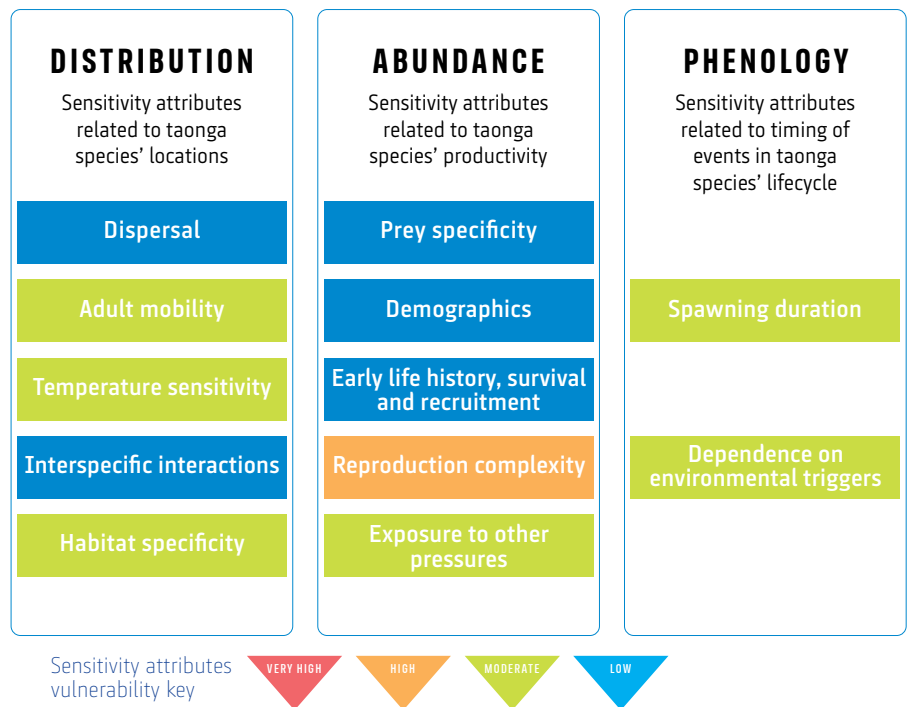 DISTRIBUTION
Sensitivity attributes
related to taonga
species' locations
Dispersal
Adult mobility
Temperature sensitivity
Interspecific interactions
Habitat specificity
ABUNDANCE
Sensitivity attributes
related to taonga
species' productivity
Prey specificity
Demographics
Early life history, survival
and recruitment
Reproduction complexity
Exposure to other
pressures
PHENOLOGY
Sensitivity attributes
related to timing of
events in taonga
species' lifecycle
Spawning duration
Dependence on
environmental triggers
Sensitivity attributes
vulnerability key
VERY HIGH
HIGH
MODERATE
LOW